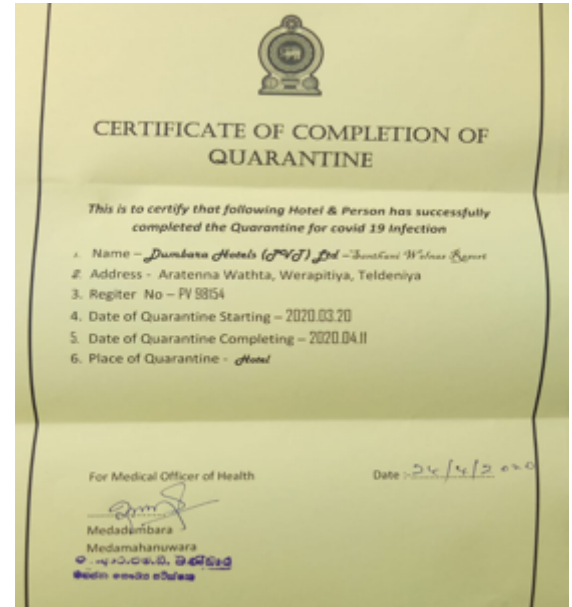 CERTIFICATE OF COMPLETION OF
QUARANTINE
This is to certify that following Hotel & Person has successfully
completed the Quarantine for covid 19 Infection
1. Name – Dumbara Hotels (PVT) Ltd – Santhani Welnas Resort
2. Address - Aratenna Wathta, Werapitiya, Teldeniya
3. Regiter No – PV 98154
4. Date of Quarantine Starting – 2020.03.20
5. Date of Quarantine Completing – 2020.04.11
6. Place of Quarantine - Hotel
For Medical Officer of Health
Date :- 24/4/2020
Medadumbara
Medamahanuwara